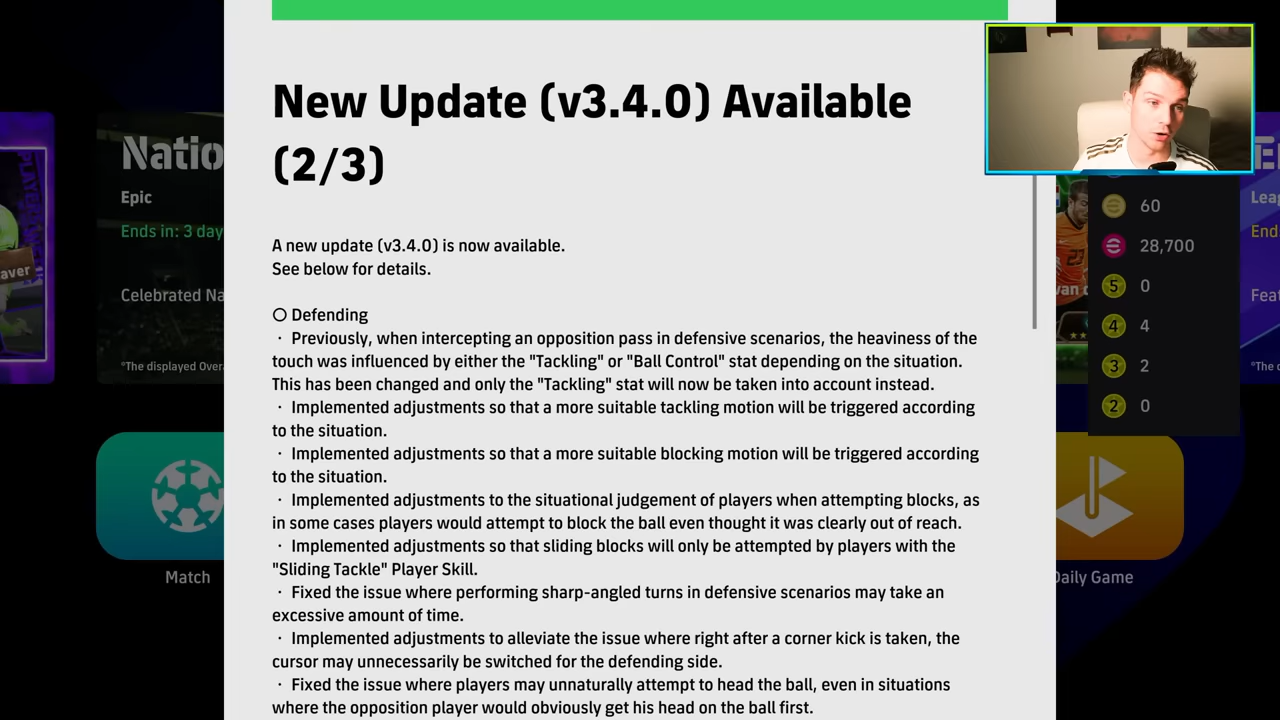 New Update (v3.4.0) Available
(2/3)
A new update (v3.4.0) is now available.
See below for details.
○ Defending
・ Previously, when intercepting an opposition pass in defensive scenarios, the heaviness of the
touch was influenced by either the "Tackling" or "Ball Control" stat depending on the situation.
This has been changed and only the "Tackling" stat will now be taken into account instead.
・ Implemented adjustments so that a more suitable tackling motion will be triggered according
to the situation.
・ Implemented adjustments so that a more suitable blocking motion will be triggered according
to the situation.
・ Implemented adjustments to the situational judgement of players when attempting blocks, as
in some cases players would attempt to block the ball even thought it was clearly out of reach.
・ Implemented adjustments so that sliding blocks will only be attempted by players with the
"Sliding Tackle" Player Skill.
・ Fixed the issue where performing sharp-angled turns in defensive scenarios may take an
excessive amount of time.
・ Implemented adjustments to alleviate the issue where right after a corner kick is taken, the
cursor may unnecessarily be switched for the defending side.
・ Fixed the issue where players may unnaturally attempt to head the ball, even in situations
where the opposition player would obviously get his head on the ball first.
Natio
Epic
Ends in: 3 day
Celebrated Na
*The displayed Overa
aver
Match
60
28,700
5 0
4 4
3 2
2 0
Daily Game
Leag
End
Feat
*The d